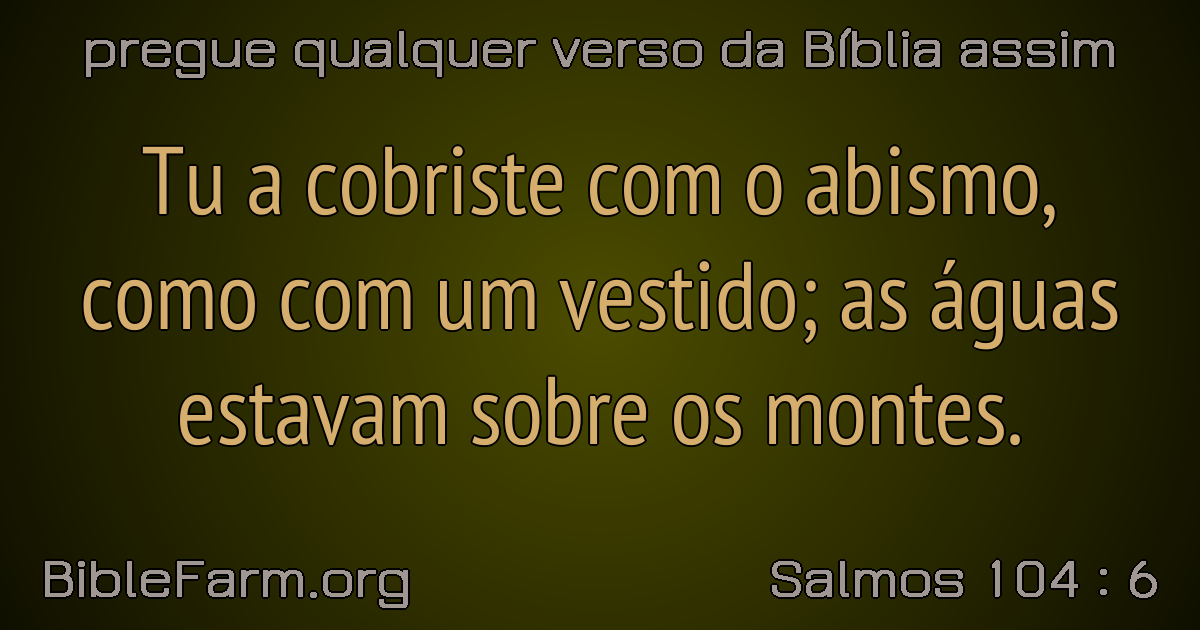 pregue qualquer verso da Bíblia assim
Tu a cobriste com o abismo,
como com um vestido; as águas
estavam sobre os montes.
BibleFarm.org
Salmos 104 : 6